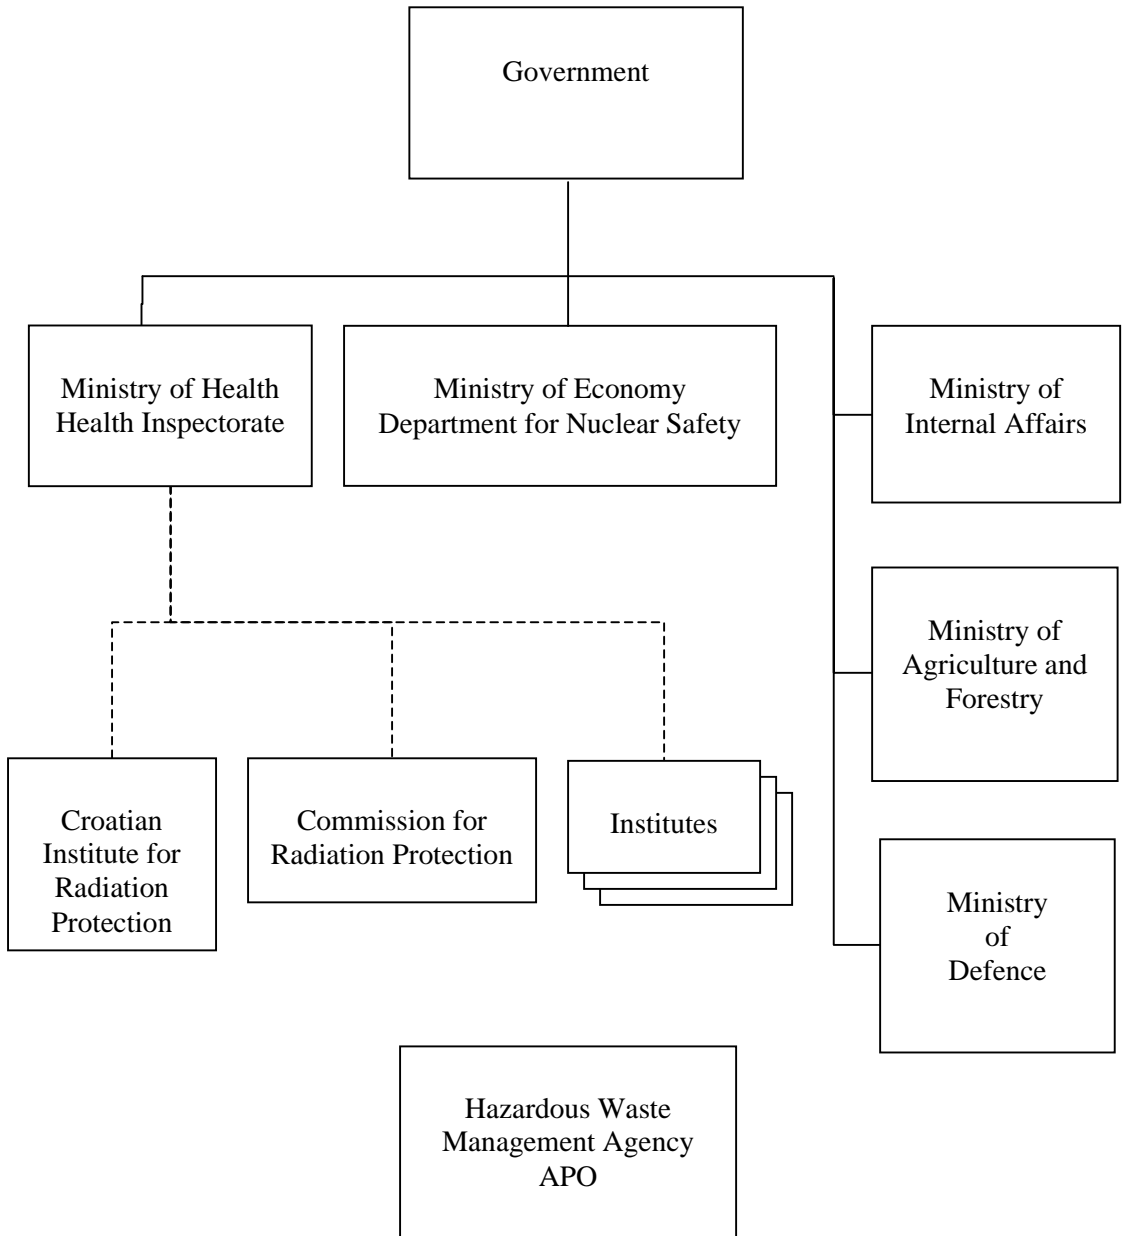 Government
Ministry of Health
Health Inspectorate
Ministry of Economy
Department for Nuclear Safety
Ministry of
Internal Affairs
Ministry of
Agriculture and
Forestry
Croatian
Institute for
Radiation
Protection
Commission for
Radiation Protection
Institutes
Ministry
of
Defence
Hazardous Waste
Management Agency
APO